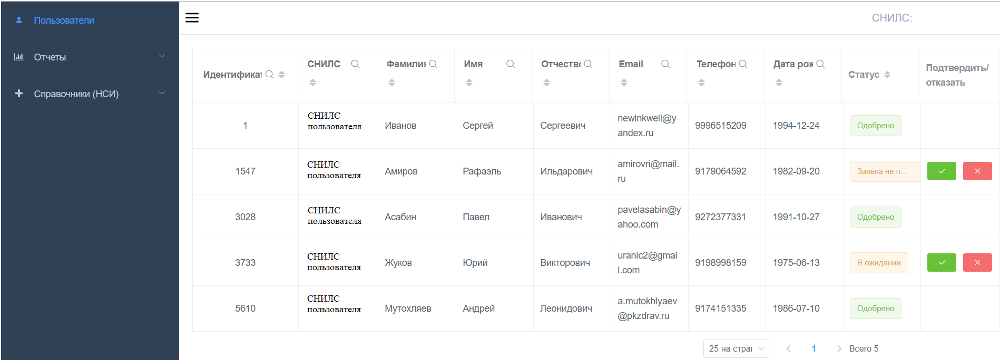 Пользователи
Отчеты
Справочники (НСИ)
СНИЛС:
Идентификат
СНИЛС
Фамилия
Имя
Отчество
Email
Телефон
Дата рож
Статус
Подтвердить/
отказать
1
СНИЛС
пользователя
Иванов
Сергей
Сергеевич
newinkwell@y
andex.ru
9996515209
1994-12-24
Одобрено
1547
СНИЛС
пользователя
Амиров
Рафаэль
Ильдарович
amirovri@mail.
ru
9179064592
1982-09-20
Заявка не п...
3028
СНИЛС
пользователя
Асабин
Павел
Иванович
pavelasabin@y
ahoo.com
9272377331
1991-10-27
Одобрено
3733
СНИЛС
пользователя
Жуков
Юрий
Викторович
uranic2@gmai
l.com
9198998159
1975-06-13
В ожидании
5610
СНИЛС
пользователя
Мутохляев
Андрей
Леонидович
a.mutokhlyaev
@pkzdrav.ru
9174151335
1986-07-10
Одобрено
25 на стра
1
Всего 5